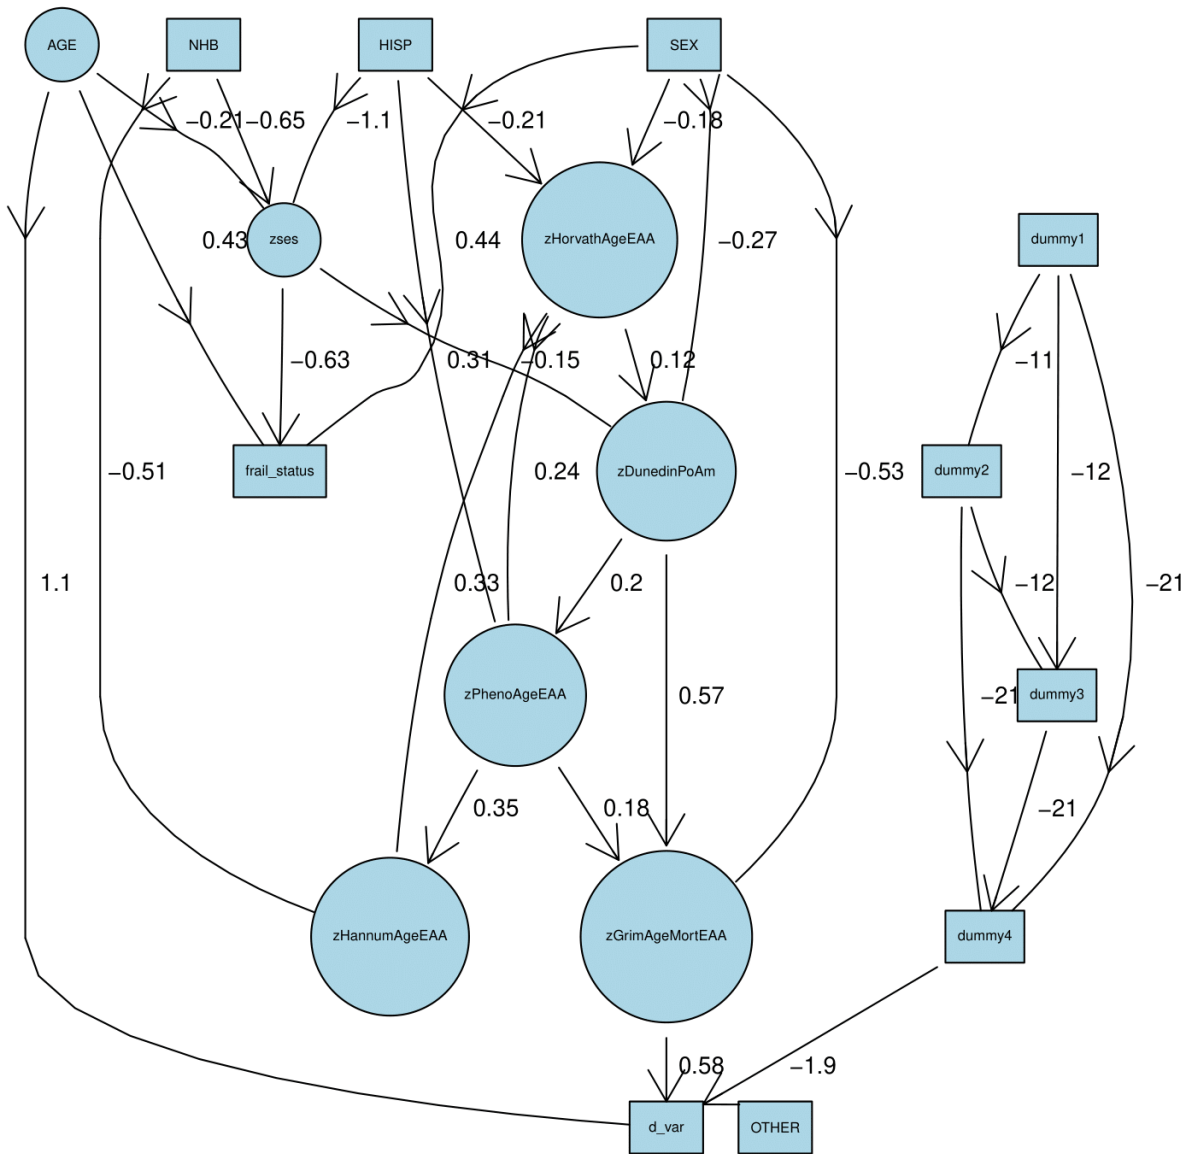 AGE
NHB
HISP
SEX
−0.21
−0.65
−1.1
−0.21
−0.18
0.43
zses
0.44
zHorvathAgeEAA
−0.27
dummy1
−0.63
0.31
−0.15
0.12
−11
frail_status
−0.51
0.24
zDunedinPoAm
−0.53
dummy2
−12
1.1
0.33
0.2
−12
−21
zPhenoAgeEAA
0.57
−21
dummy3
0.35
0.18
−21
zHannumAgeEAA
zGrimAgeMortEAA
dummy4
0.58
−1.9
d_var
OTHER